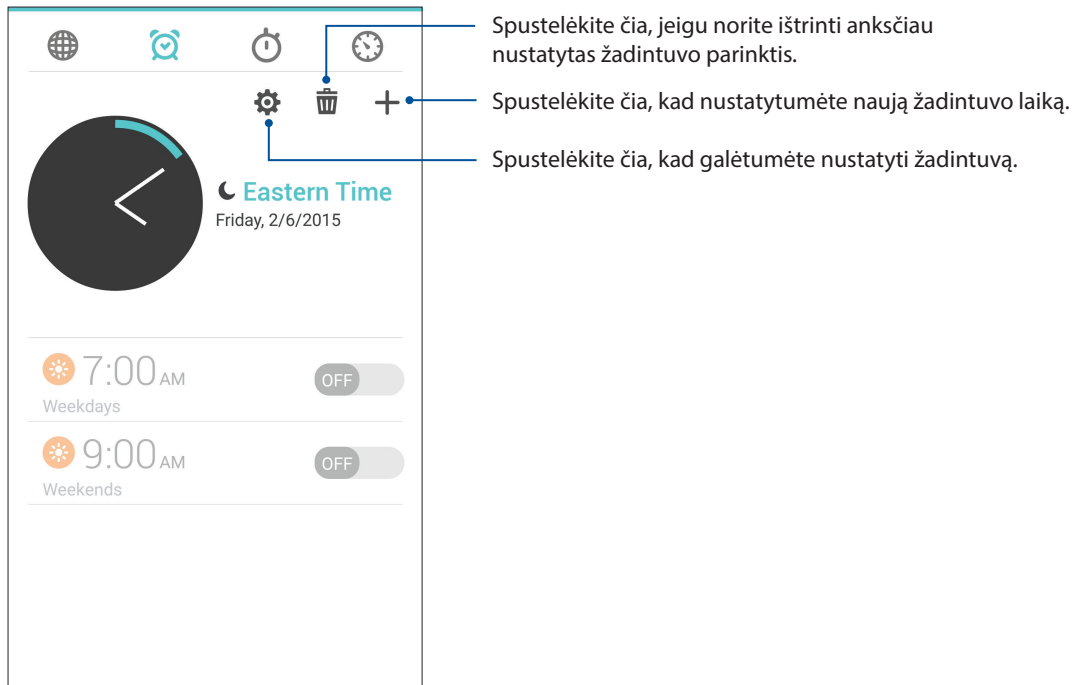 Spustelėkite čia, jeigu norite ištrinti anksčiau
nustatytas žadintuvo parinktis.
Spustelėkite čia, kad nustatytumėte naują žadintuvo laiką.
Spustelėkite čia, kad galėtumėte nustatyti žadintuvą.
Eastern Time
Friday, 2/6/2015
7:00 AM
OFF
Weekdays
9:00 AM
OFF
Weekends